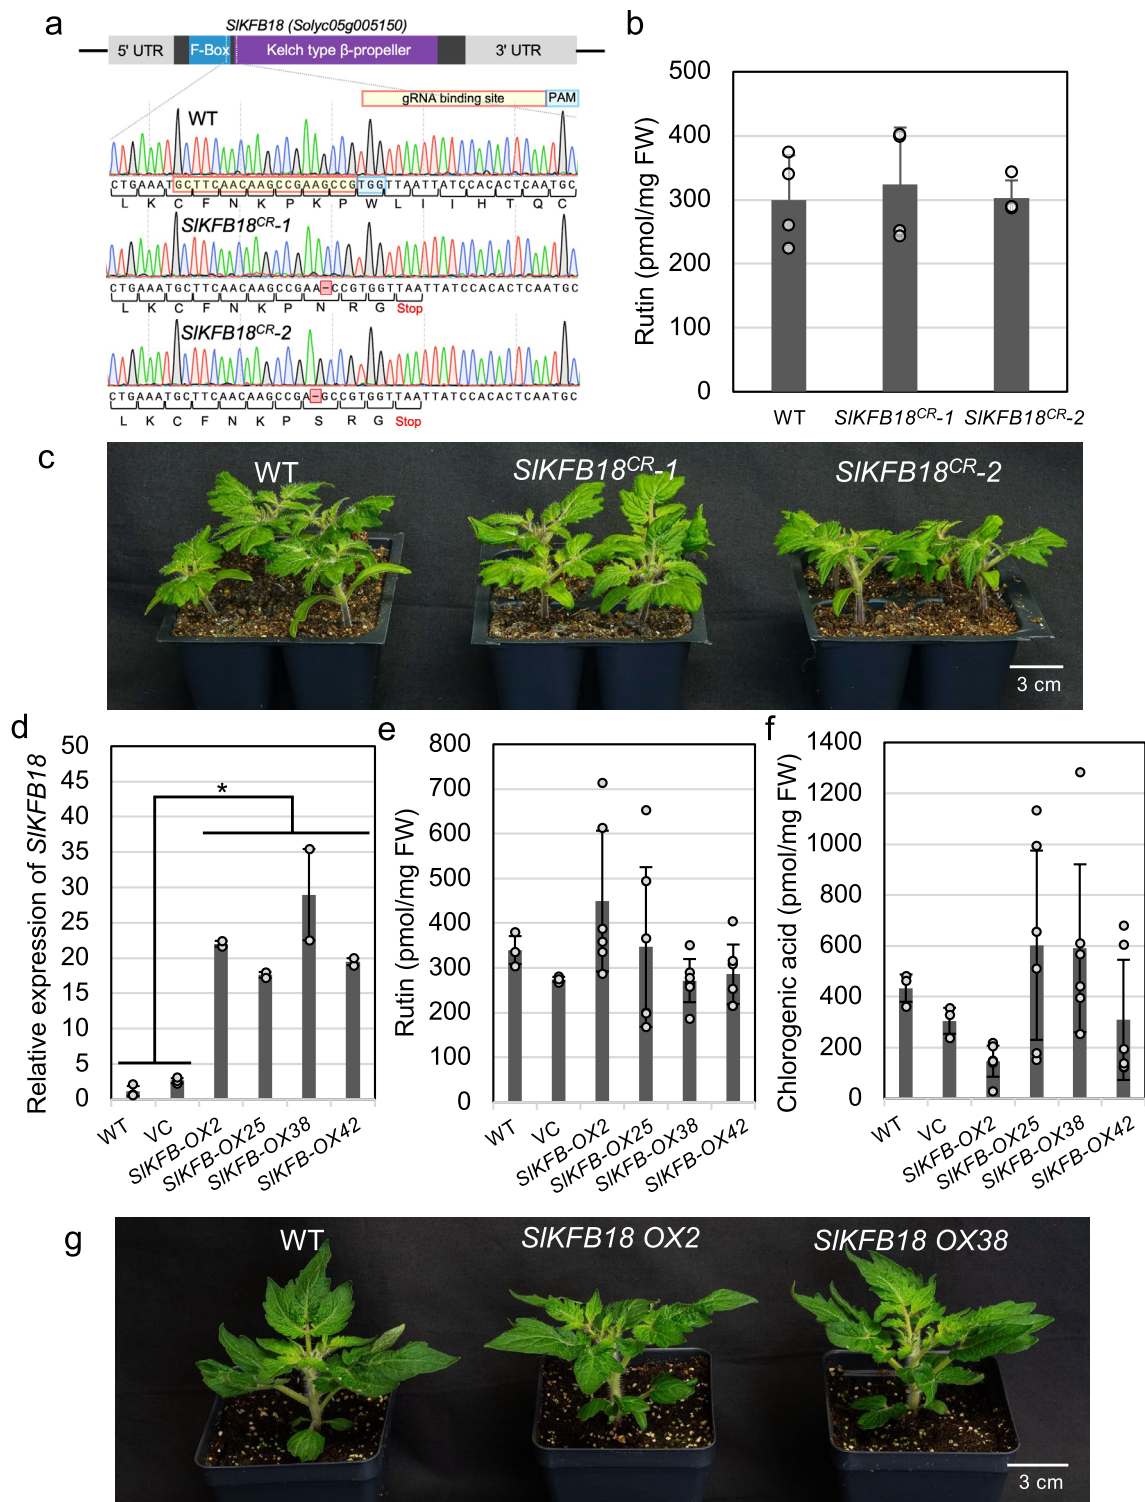 a
SlKFB18 (Solyc05g005150)
5' UTR F-Box Kelch type β-propeller 3' UTR
gRNA binding site PAM
WT
CTGAAATGCTTCAACAAGCCGAAGCCGTGGTTAATTATCCACACTCAATGC
L K C F N K P K P W L I I H T Q C
SlKFB18CR-1
CTGAAATGCTTCAACAAGCCGAA-CCGTGGTTAATTATCCACACTCAATGC
L K C F N K P N R G Stop
SlKFB18CR-2
CTGAAATGCTTCAACAAGCCGA-GCCGTGGTTAATTATCCACACTCAATGC
L K C F N K P S R G Stop
b
Rutin (pmol/mg FW)
500
400
300
200
100
0
WT SlKFB18CR-1 SlKFB18CR-2
c
WT SlKFB18CR-1 SlKFB18CR-2
3 cm
d
Relative expression of SlKFB18
50
45
40
35
30
25
20
15
10
5
0
*
WT VC SlKFB-OX2 SlKFB-OX25 SlKFB-OX38 SlKFB-OX42
e
Rutin (pmol/mg FW)
800
700
600
500
400
300
200
100
0
WT VC SlKFB-OX2 SlKFB-OX25 SlKFB-OX38 SlKFB-OX42
f
Chlorogenic acid (pmol/mg FW)
1400
1200
1000
800
600
400
200
0
WT VC SlKFB-OX2 SlKFB-OX25 SlKFB-OX38 SlKFB-OX42
g
WT SlKFB18 OX2 SlKFB18 OX38
3 cm